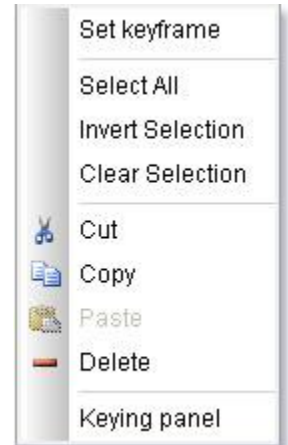 Set keyframe
Select All
Invert Selection
Clear Selection
Cut
Copy
Paste
Delete
Keying panel